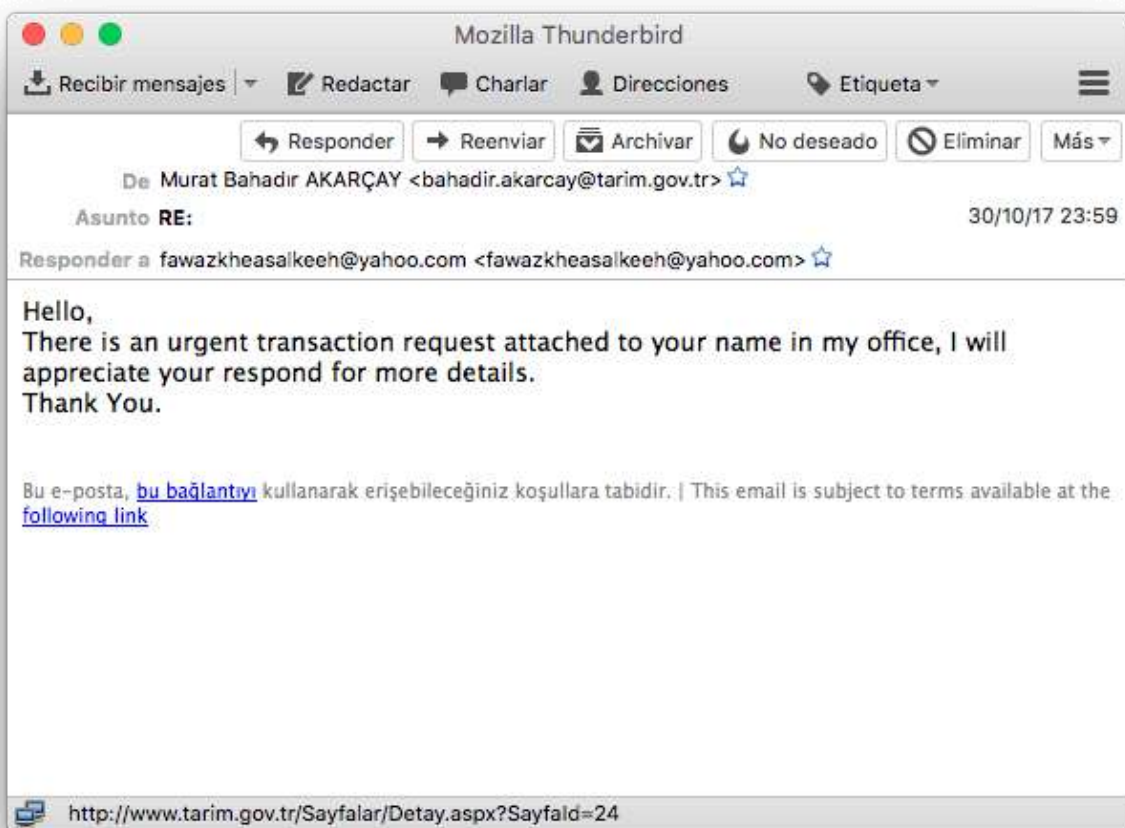 Mozilla Thunderbird
Recibir mensajes Redactar Charlar Direcciones Etiqueta
Responder Reenviar Archivar No deseado Eliminar Más
De Murat Bahadır AKARÇAY <bahadir.akarcay@tarim.gov.tr>
Asunto RE: 30/10/17 23:59
Responder a fawazkheasalkeeh@yahoo.com <fawazkheasalkeeh@yahoo.com>
Hello,
There is an urgent transaction request attached to your name in my office, I will
appreciate your respond for more details.
Thank You.
Bu e-posta, bu bağlantıyı kullanarak erişebileceğiniz koşullara tabidir. | This email is subject to terms available at the
following link
http://www.tarim.gov.tr/Sayfalar/Detay.aspx?SayfaId=24